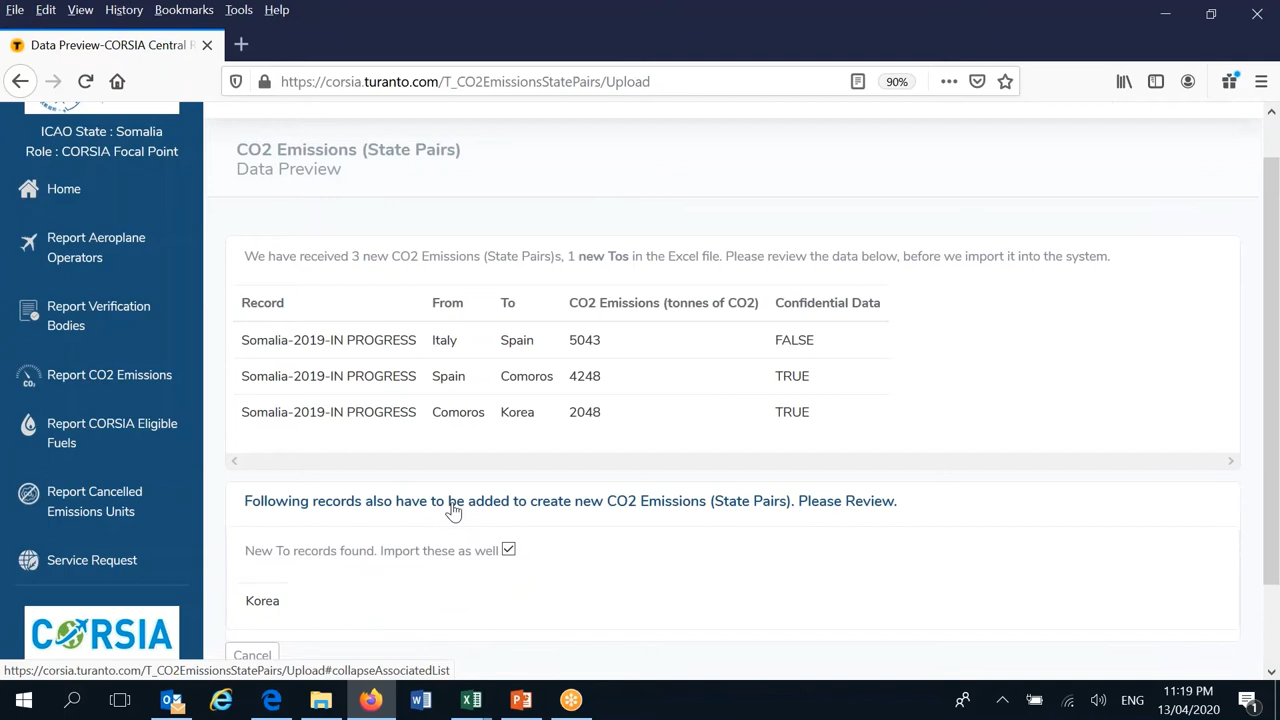 File Edit View History Bookmarks Tools Help
Data Preview-CORSIA Central R
https://corsia.turanto.com/T_CO2EmissionsStatePairs/Upload
90%
ICAO State : Somalia
Role : CORSIA Focal Point
Home
Report Aeroplane
Operators
Report Verification
Bodies
Report CO2 Emissions
Report CORSIA Eligible
Fuels
Report Cancelled
Emissions Units
Service Request
CORSIA
CO2 Emissions (State Pairs)
Data Preview
We have received 3 new CO2 Emissions (State Pairs)s, 1 new Tos in the Excel file. Please review the data below, before we import it into the system.
Record From To CO2 Emissions (tonnes of CO2) Confidential Data
Somalia-2019-IN PROGRESS Italy Spain 5043 FALSE
Somalia-2019-IN PROGRESS Spain Comoros 4248 TRUE
Somalia-2019-IN PROGRESS Comoros Korea 2048 TRUE
Following records also have to be added to create new CO2 Emissions (State Pairs). Please Review.
New To records found. Import these as well
Korea
Cancel
https://corsia.turanto.com/T_CO2EmissionsStatePairs/Upload#collapseAssociatedList
ENG
11:19 PM
13/04/2020